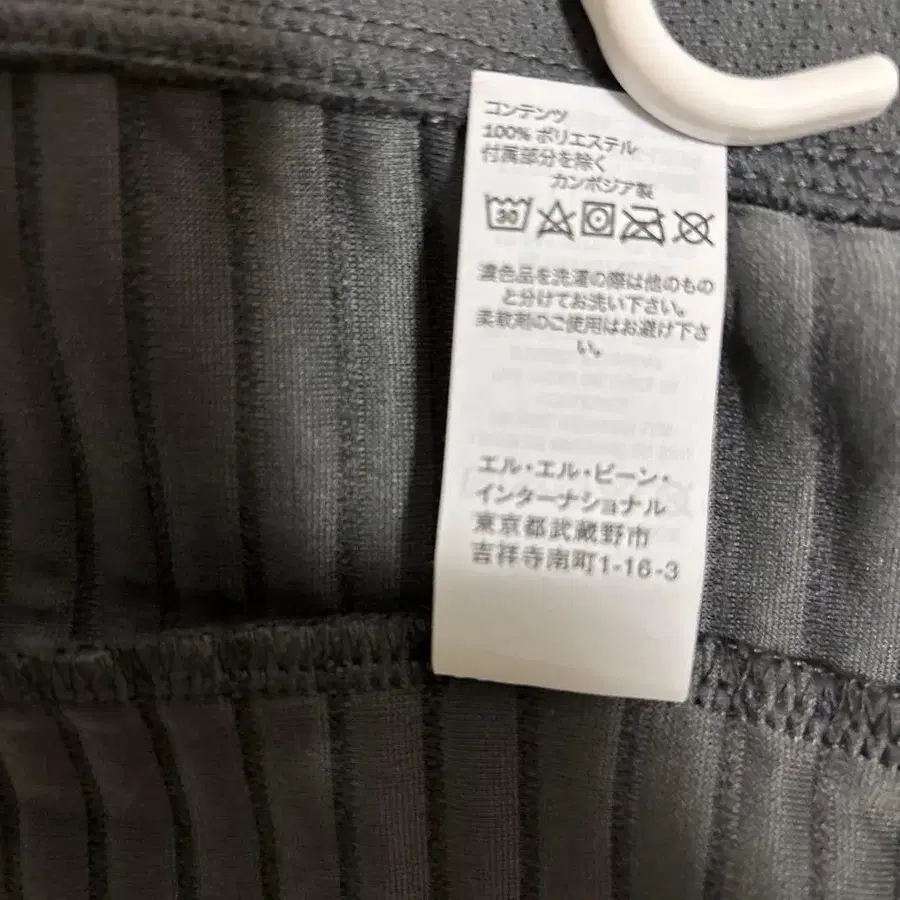 コンテンツ
100% ポリエステル
付属部分を除く
カンボジア製
30
濃色品を洗濯の際は他のもの
と分けてお洗い下さい。
柔軟剤のご使用はお避け下さ
い。
エル・エル・ビーン・
インターナショナル
東京都武蔵野市
吉祥寺南町1-16-3